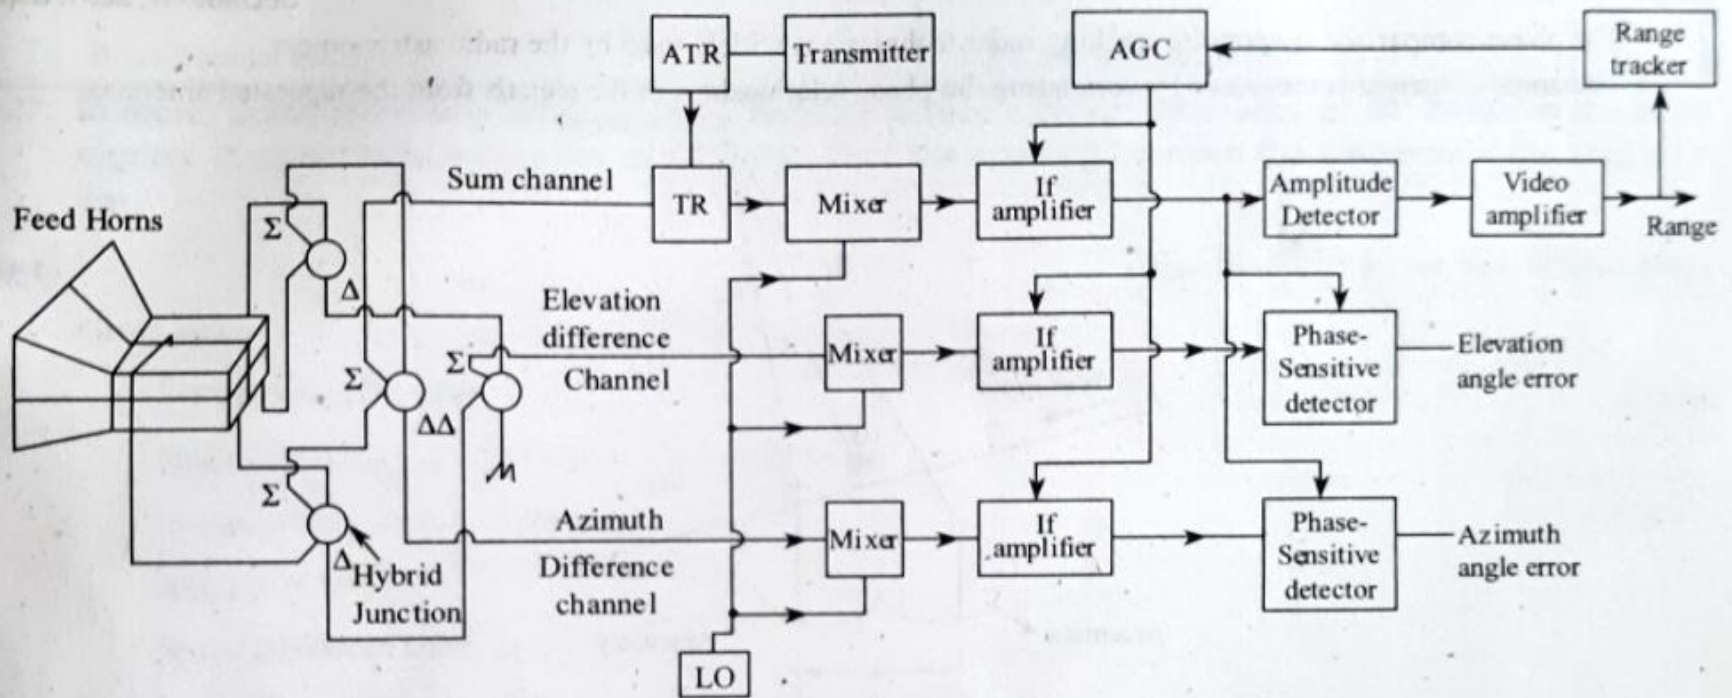 ATR
Transmitter
AGC
Range
tracker
Sum channel
TR
Mixer
If
amplifier
Amplitude
Detector
Video
amplifier
Range
Feed Horns
Σ
Δ
Elevation
difference
Channel
Σ
Σ
ΔΔ
Mixer
If
amplifier
Phase-
Sensitive
detector
Elevation
angle error
Σ
Δ
Hybrid
Junction
Azimuth
Difference
channel
Mixer
If
amplifier
Phase-
Sensitive
detector
Azimuth
angle error
LO